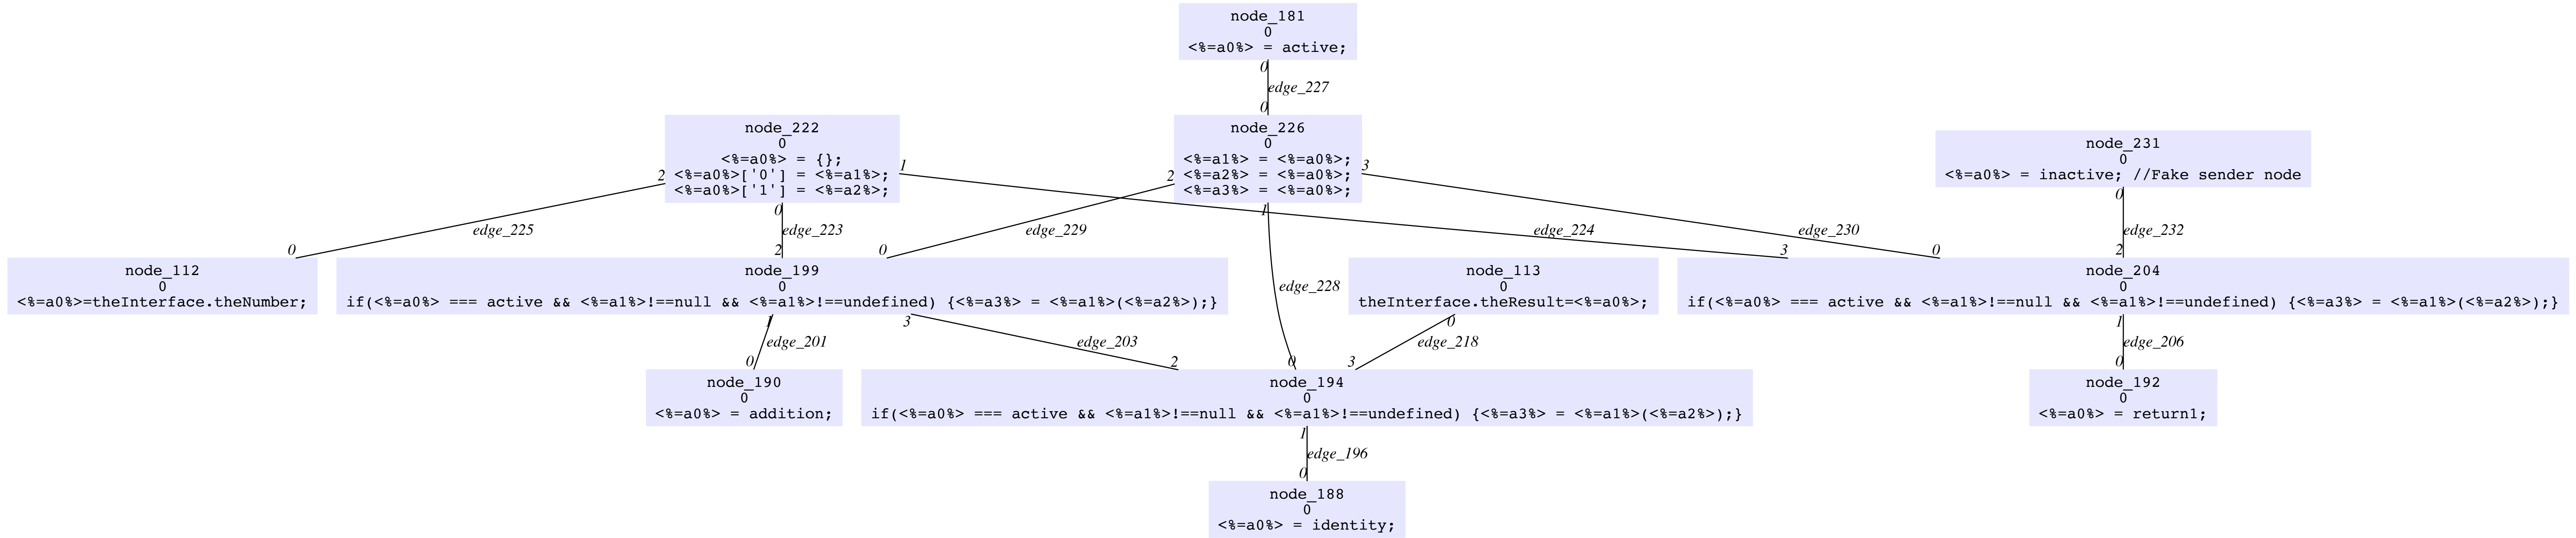 node_181
0
<%=a0%> = active;
0
edge_227
0
node_222
0
<%=a0%> = {};
<%=a0%>['0'] = <%=a1%>;
<%=a0%>['1'] = <%=a2%>;
2
1
0
node_226
0
<%=a1%> = <%=a0%>;
<%=a2%> = <%=a0%>;
<%=a3%> = <%=a0%>;
2
3
1
node_231
0
<%=a0%> = inactive; //Fake sender node
0
edge_225
edge_223
edge_229
edge_224
edge_230
edge_232
0
2
0
3
0
2
node_112
0
<%=a0%>=theInterface.theNumber;
node_199
0
if(<%=a0%> === active && <%=a1%>!==null && <%=a1%>!==undefined) {<%=a3%> = <%=a1%>(<%=a2%>);}
1
3
edge_228
node_113
0
theInterface.theResult=<%=a0%>;
0
node_204
0
if(<%=a0%> === active && <%=a1%>!==null && <%=a1%>!==undefined) {<%=a3%> = <%=a1%>(<%=a2%>);}
1
edge_201
edge_203
edge_218
edge_206
0
2
0
3
0
node_190
0
<%=a0%> = addition;
node_194
0
if(<%=a0%> === active && <%=a1%>!==null && <%=a1%>!==undefined) {<%=a3%> = <%=a1%>(<%=a2%>);}
node_192
0
<%=a0%> = return1;
1
edge_196
0
node_188
0
<%=a0%> = identity;